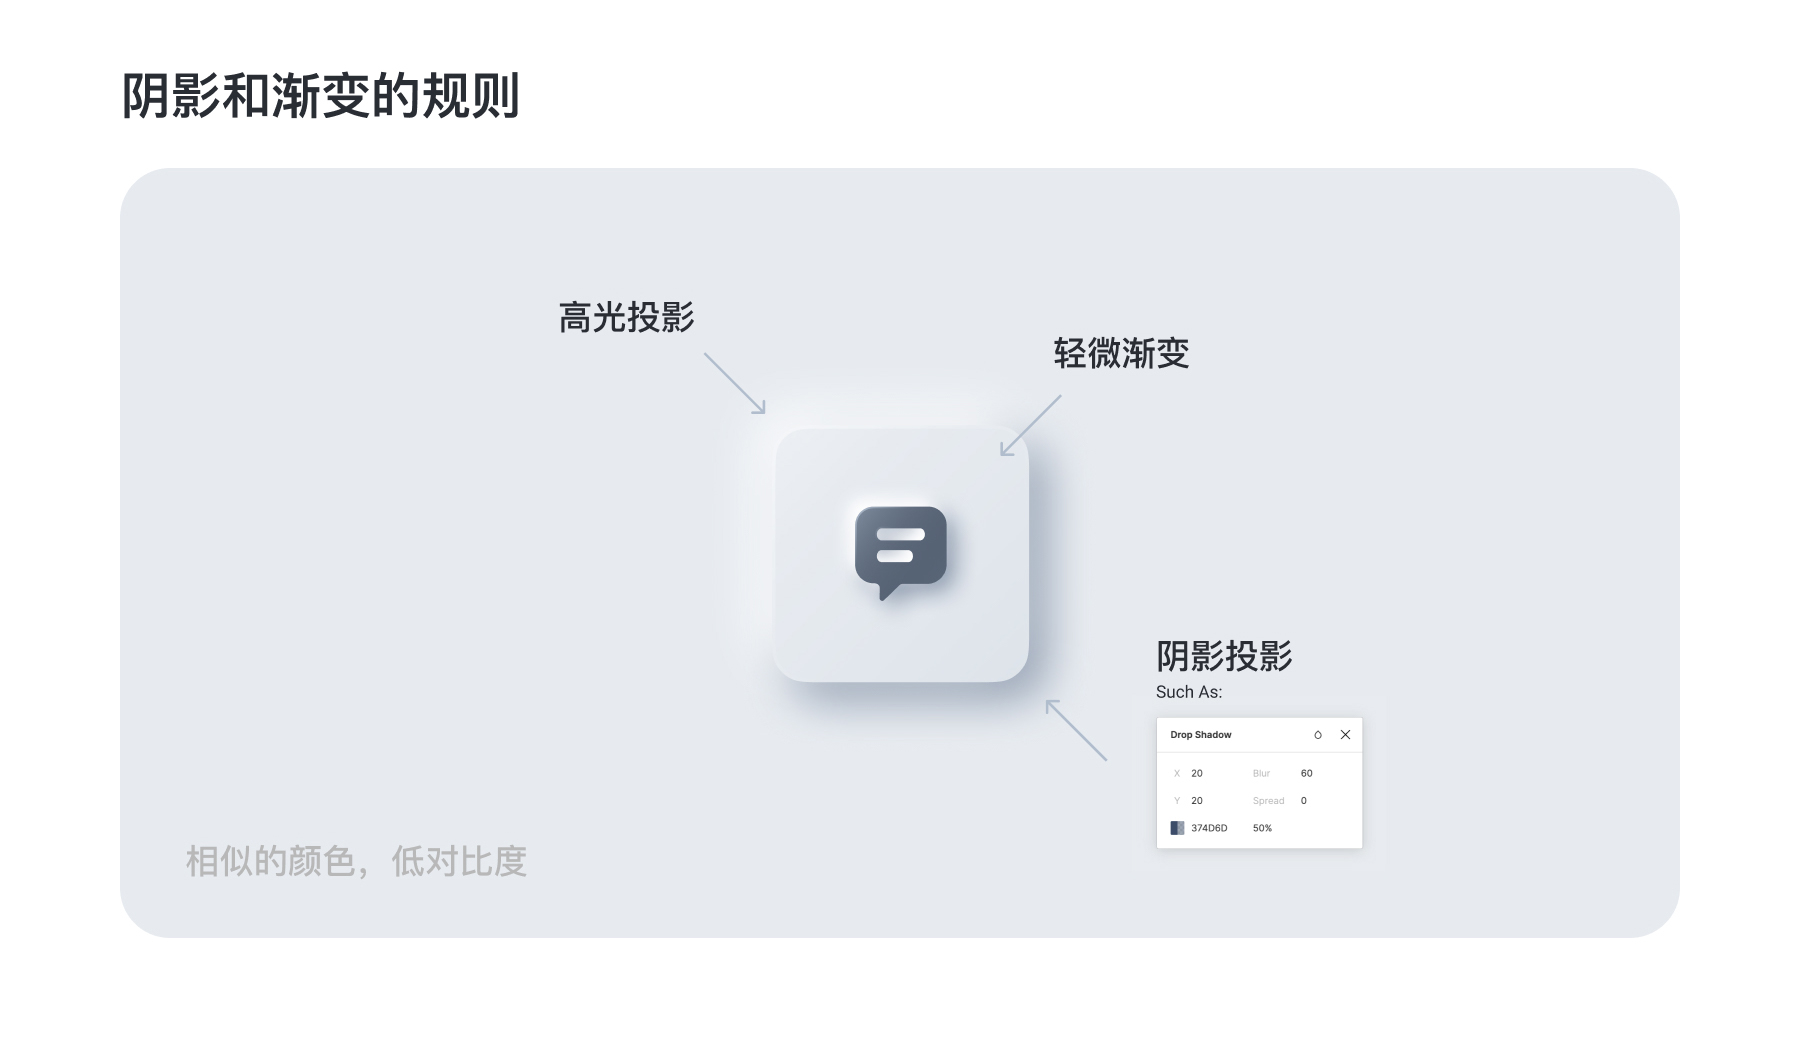 阴影和渐变的规则
高光投影
轻微渐变
阴影投影
Such As:
Drop Shadow
X 20 Blur 60
Y 20 Spread 0
374D6D 50%
相似的颜色，低对比度